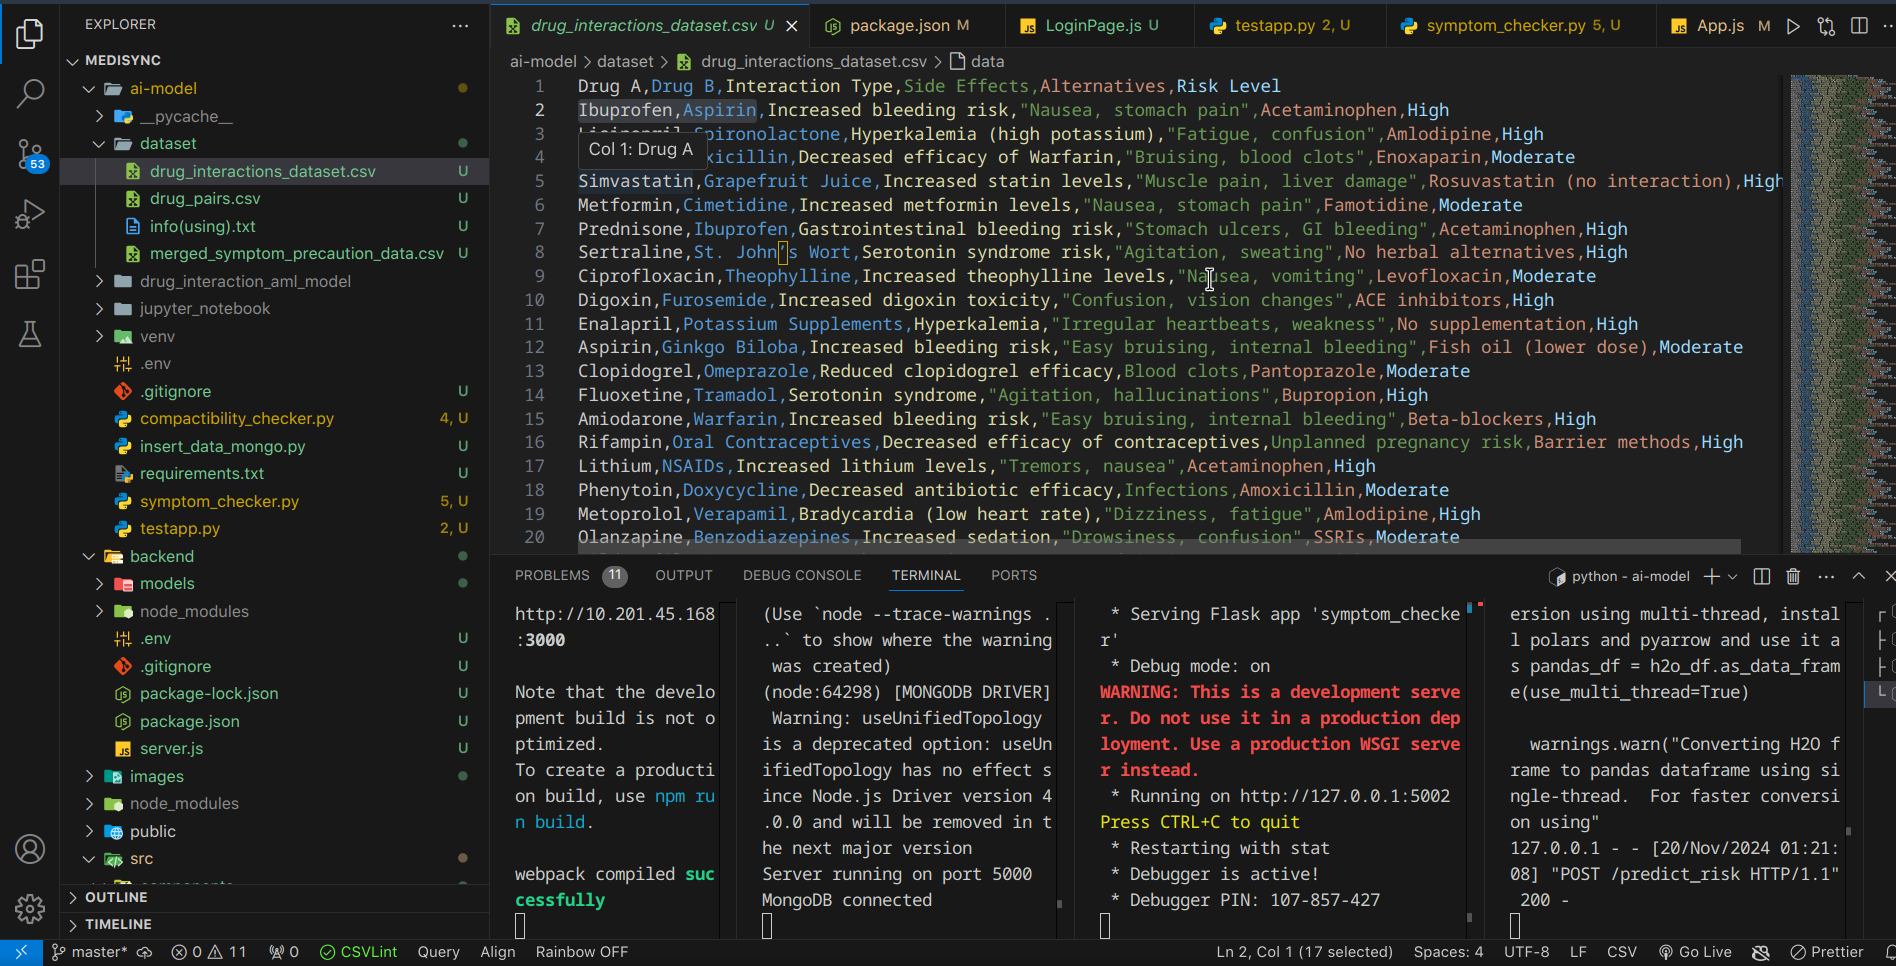 EXPLORER
MEDISYNC
ai-model
__pycache__
dataset
drug_interactions_dataset.csv U
drug_pairs.csv U
info(using).txt U
merged_symptom_precaution_data.csv U
drug_interaction_aml_model
jupyter_notebook
venv
.env
.gitignore U
compactibility_checker.py 4, U
insert_data_mongo.py U
requirements.txt U
symptom_checker.py 5, U
testapp.py 2, U
backend
models
node_modules
.env U
.gitignore U
package-lock.json U
package.json U
server.js U
images
node_modules
public
src
OUTLINE
TIMELINE
53
drug_interactions_dataset.csv U
package.json M
LoginPage.js U
testapp.py 2, U
symptom_checker.py 5, U
App.js M
ai-model > dataset > drug_interactions_dataset.csv > data
1 Drug A,Drug B,Interaction Type,Side Effects,Alternatives,Risk Level
2 Ibuprofen,Aspirin,Increased bleeding risk,"Nausea, stomach pain",Acetaminophen,High
3 Lisinopril,Spironolactone,Hyperkalemia (high potassium),"Fatigue, confusion",Amlodipine,High
Col 1: Drug A
4 xicillin,Decreased efficacy of Warfarin,"Bruising, blood clots",Enoxaparin,Moderate
5 Simvastatin,Grapefruit Juice,Increased statin levels,"Muscle pain, liver damage",Rosuvastatin (no interaction),High
6 Metformin,Cimetidine,Increased metformin levels,"Nausea, stomach pain",Famotidine,Moderate
7 Prednisone,Ibuprofen,Gastrointestinal bleeding risk,"Stomach ulcers, GI bleeding",Acetaminophen,High
8 Sertraline,St. John’s Wort,Serotonin syndrome risk,"Agitation, sweating",No herbal alternatives,High
9 Ciprofloxacin,Theophylline,Increased theophylline levels,"Nausea, vomiting",Levofloxacin,Moderate
10 Digoxin,Furosemide,Increased digoxin toxicity,"Confusion, vision changes",ACE inhibitors,High
11 Enalapril,Potassium Supplements,Hyperkalemia,"Irregular heartbeats, weakness",No supplementation,High
12 Aspirin,Ginkgo Biloba,Increased bleeding risk,"Easy bruising, internal bleeding",Fish oil (lower dose),Moderate
13 Clopidogrel,Omeprazole,Reduced clopidogrel efficacy,Blood clots,Pantoprazole,Moderate
14 Fluoxetine,Tramadol,Serotonin syndrome,"Agitation, hallucinations",Bupropion,High
15 Amiodarone,Warfarin,Increased bleeding risk,"Easy bruising, internal bleeding",Beta-blockers,High
16 Rifampin,Oral Contraceptives,Decreased efficacy of contraceptives,Unplanned pregnancy risk,Barrier methods,High
17 Lithium,NSAIDs,Increased lithium levels,"Tremors, nausea",Acetaminophen,High
18 Phenytoin,Doxycycline,Decreased antibiotic efficacy,Infections,Amoxicillin,Moderate
19 Metoprolol,Verapamil,Bradycardia (low heart rate),"Dizziness, fatigue",Amlodipine,High
20 Olanzapine,Benzodiazepines,Increased sedation,"Drowsiness, confusion",SSRIs,Moderate
PROBLEMS 11 OUTPUT DEBUG CONSOLE TERMINAL PORTS
python - ai-model
http://10.201.45.168
:3000
Note that the develo
pment build is not o
ptimized.
To create a producti
on build, use npm ru
n build.
webpack compiled suc
cessfully
(Use `node --trace-warnings .
..` to show where the warning
was created)
(node:64298) [MONGODB DRIVER]
Warning: useUnifiedTopology
is a deprecated option: useUn
ifiedTopology has no effect s
ince Node.js Driver version 4
.0.0 and will be removed in t
he next major version
Server running on port 5000
MongoDB connected
* Serving Flask app 'symptom_checke
r'
* Debug mode: on
WARNING: This is a development serve
r. Do not use it in a production dep
loyment. Use a production WSGI serve
r instead.
* Running on http://127.0.0.1:5002
Press CTRL+C to quit
* Restarting with stat
* Debugger is active!
* Debugger PIN: 107-857-427
ersion using multi-thread, instal
l polars and pyarrow and use it a
s pandas_df = h2o_df.as_data_fram
e(use_multi_thread=True)
warnings.warn("Converting H2O f
rame to pandas dataframe using si
ngle-thread.  For faster conversi
on using"
127.0.0.1 - - [20/Nov/2024 01:21:
08] "POST /predict_risk HTTP/1.1"
200 -
master* 0 11 0 CSVLint Query Align Rainbow OFF
Ln 2, Col 1 (17 selected) Spaces: 4 UTF-8 LF CSV Go Live Prettier